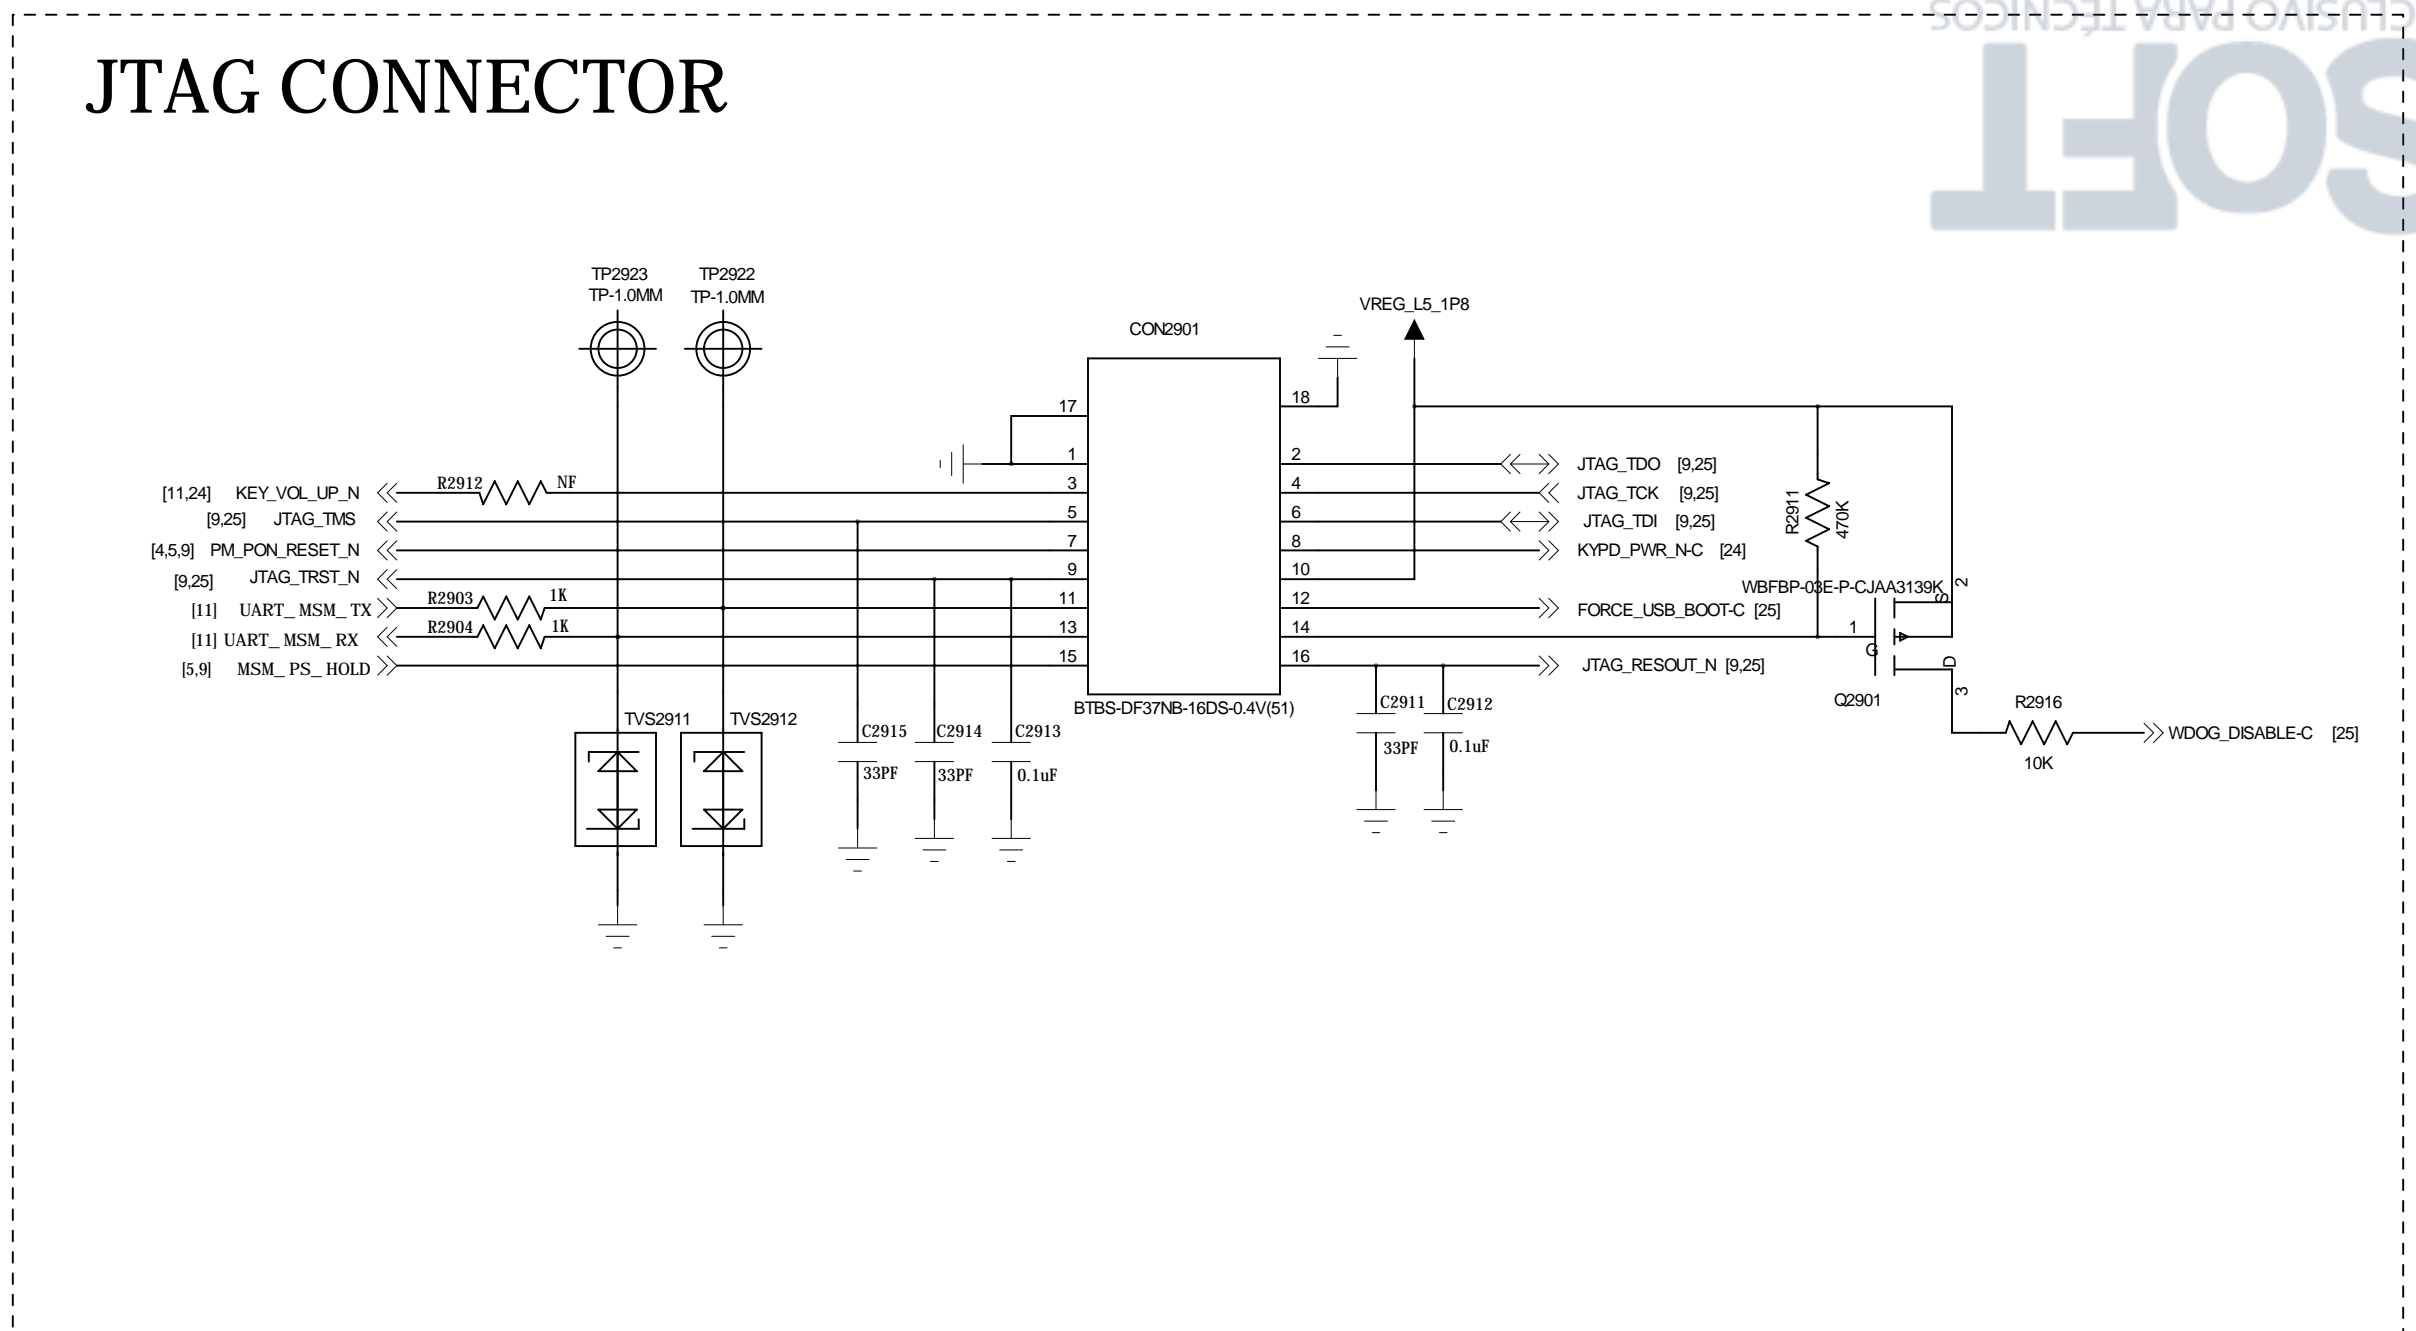 CLUSIVO PARA TÉCNICOS
SOFT
JTAG CONNECTOR
TP2923
TP-1.0MM
TP2922
TP-1.0MM
CON2901
VREG_L5_1P8
17
18
1
2
JTAG_TDO [9,25]
[11,24] KEY_VOL_UP_N
R2912
NF
3
4
JTAG_TCK [9,25]
[9,25] JTAG_TMS
5
6
JTAG_TDI [9,25]
[4,5,9] PM_PON_RESET_N
7
8
KYPD_PWR_N-C [24]
[9,25] JTAG_TRST_N
9
10
[11] UART_MSM_TX
R2903
1K
11
12
FORCE_USB_BOOT-C [25]
[11] UART_MSM_RX
R2904
1K
13
14
[5,9] MSM_PS_HOLD
15
16
JTAG_RESOUT_N [9,25]
BTBS-DF37NB-16DS-0.4V(51)
R2911
470K
WBFBP-03E-P-CJAA3139K
2
S
1
G
D
3
Q2901
R2916
10K
WDOG_DISABLE-C [25]
TVS2911
TVS2912
C2915
33PF
C2914
33PF
C2913
0.1uF
C2911
33PF
C2912
0.1uF